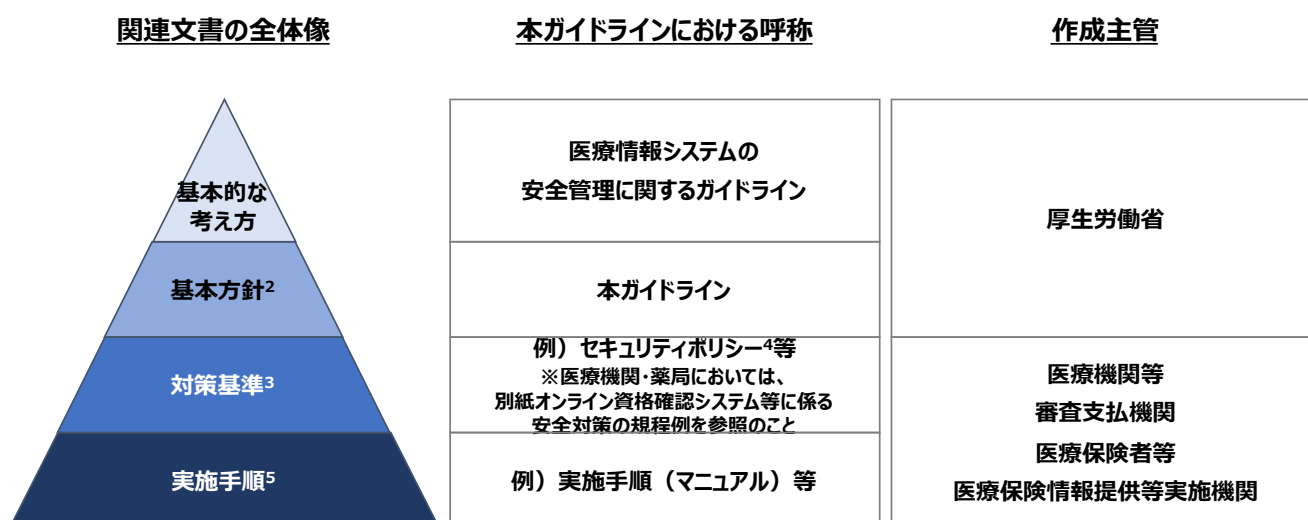 関連文書の全体像
本ガイドラインにおける呼称
作成主管
基本的な
考え方
医療情報システムの
安全管理に関するガイドライン
厚生労働省
基本方針2
本ガイドライン
対策基準3
例）セキュリティポリシー4等
※医療機関・薬局においては、
別紙オンライン資格確認システム等に係る
安全対策の規程例を参照のこと
医療機関等
審査支払機関
医療保険者等
医療保険情報提供等実施機関
実施手順5
例）実施手順（マニュアル）等